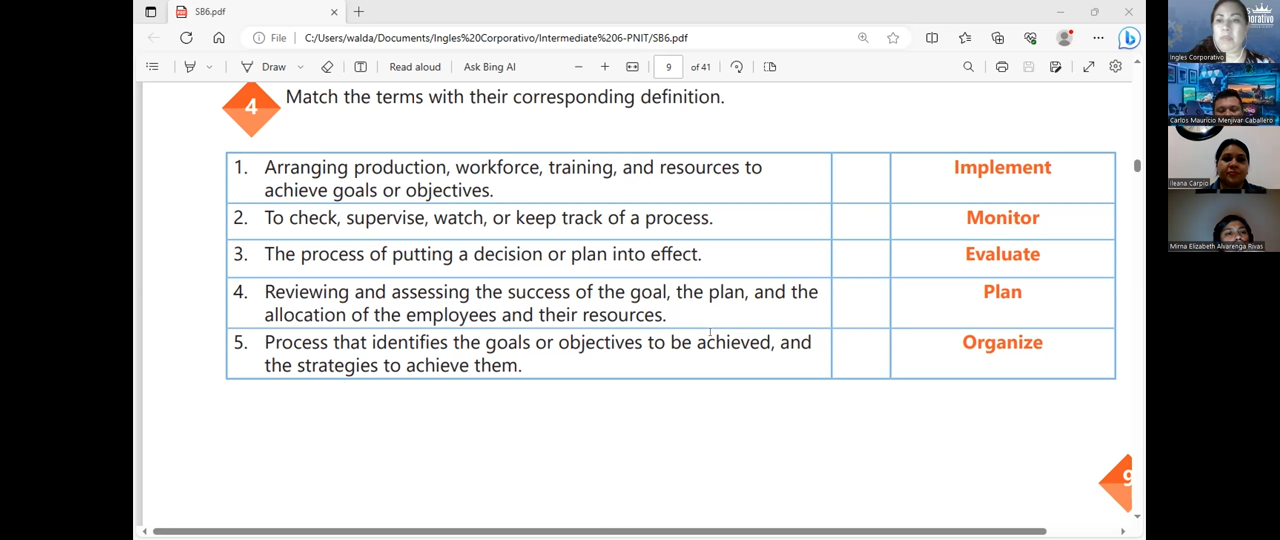 SB6.pdf
File
C:/Users/walda/Documents/Ingles%20Corporativo/Intermediate%206-PNIT/SB6.pdf
Draw
Read aloud
Ask Bing AI
9
of 41
4
Match the terms with their corresponding definition.
1. Arranging production, workforce, training, and resources to
achieve goals or objectives.
Implement
2. To check, supervise, watch, or keep track of a process.
Monitor
3. The process of putting a decision or plan into effect.
Evaluate
4. Reviewing and assessing the success of the goal, the plan, and the
allocation of the employees and their resources.
Plan
5. Process that identifies the goals or objectives to be achieved, and
the strategies to achieve them.
Organize
9
Ingles Corporativo
Carlos Mauricio Menjivar Caballero
Ileana Carpio
Mirna Elizabeth Alvarenga Rivas